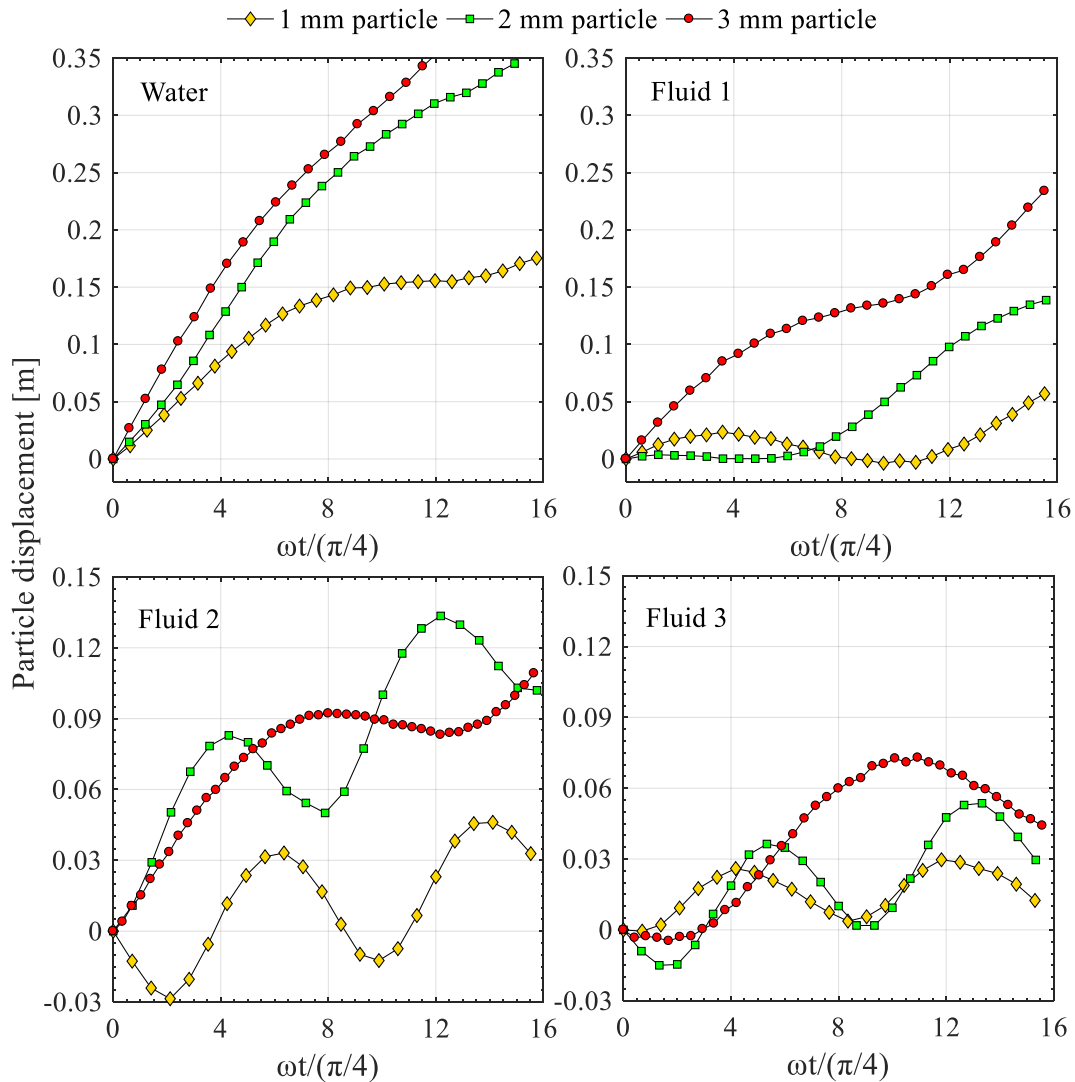 1 mm particle 2 mm particle 3 mm particle
Particle displacement [m]
Water
0.35
0.3
0.25
0.2
0.15
0.1
0.05
0
0 4 8 12 16
ωt/(π/4)
Fluid 1
0.35
0.3
0.25
0.2
0.15
0.1
0.05
0
0 4 8 12 16
ωt/(π/4)
Fluid 2
0.15
0.12
0.09
0.06
0.03
0
-0.03
0 4 8 12 16
ωt/(π/4)
Fluid 3
0.15
0.12
0.09
0.06
0.03
0
-0.03
0 4 8 12 16
ωt/(π/4)